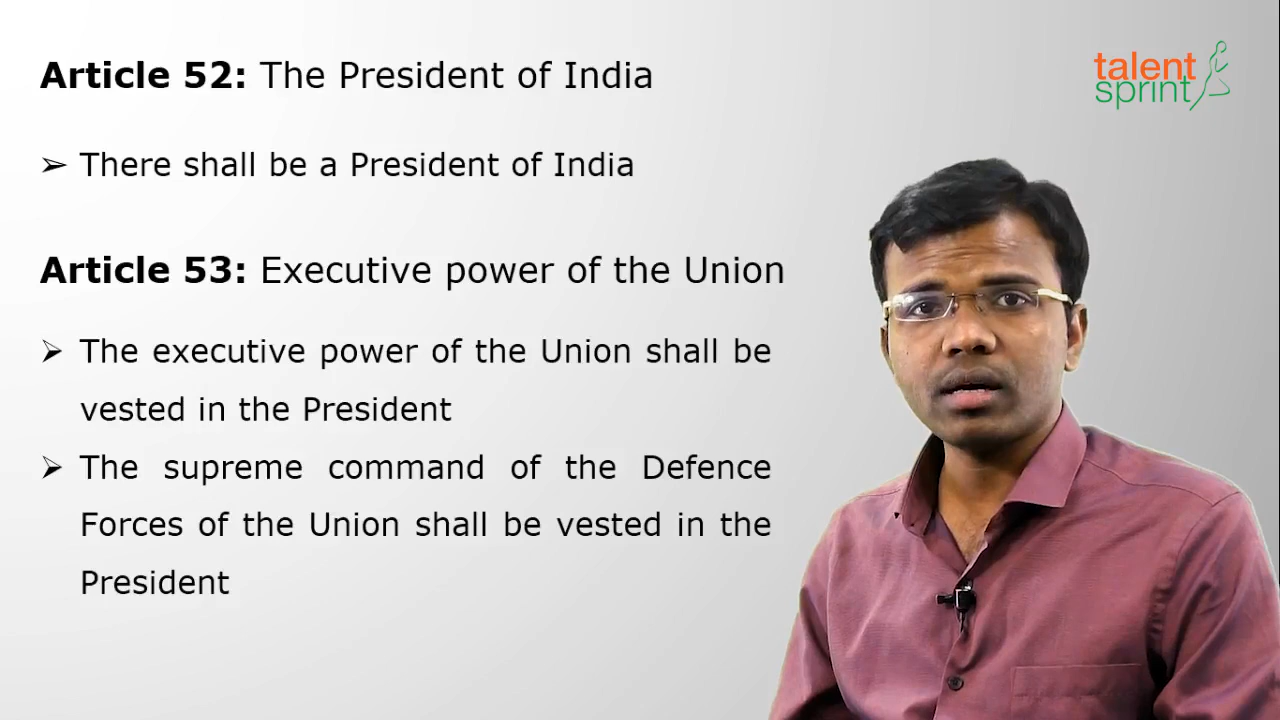 Article 52: The President of India
talent
sprint
➢ There shall be a President of India
Article 53: Executive power of the Union
➢ The executive power of the Union shall be
vested in the President
➢ The supreme command of the Defence
Forces of the Union shall be vested in the
President